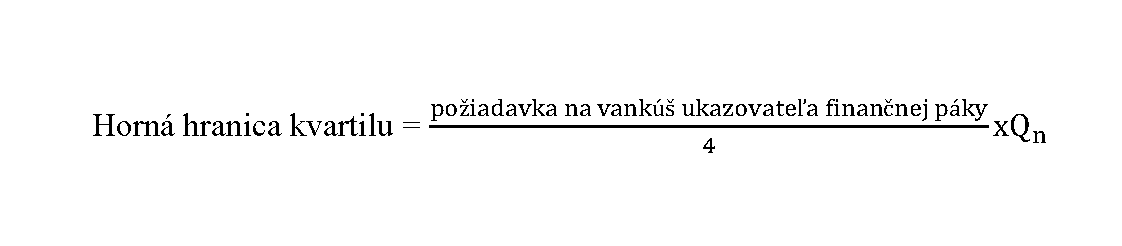 Horná hranica kvartilu = požiadavka na vankúš ukazovateľa finančnej páky
4
xQn